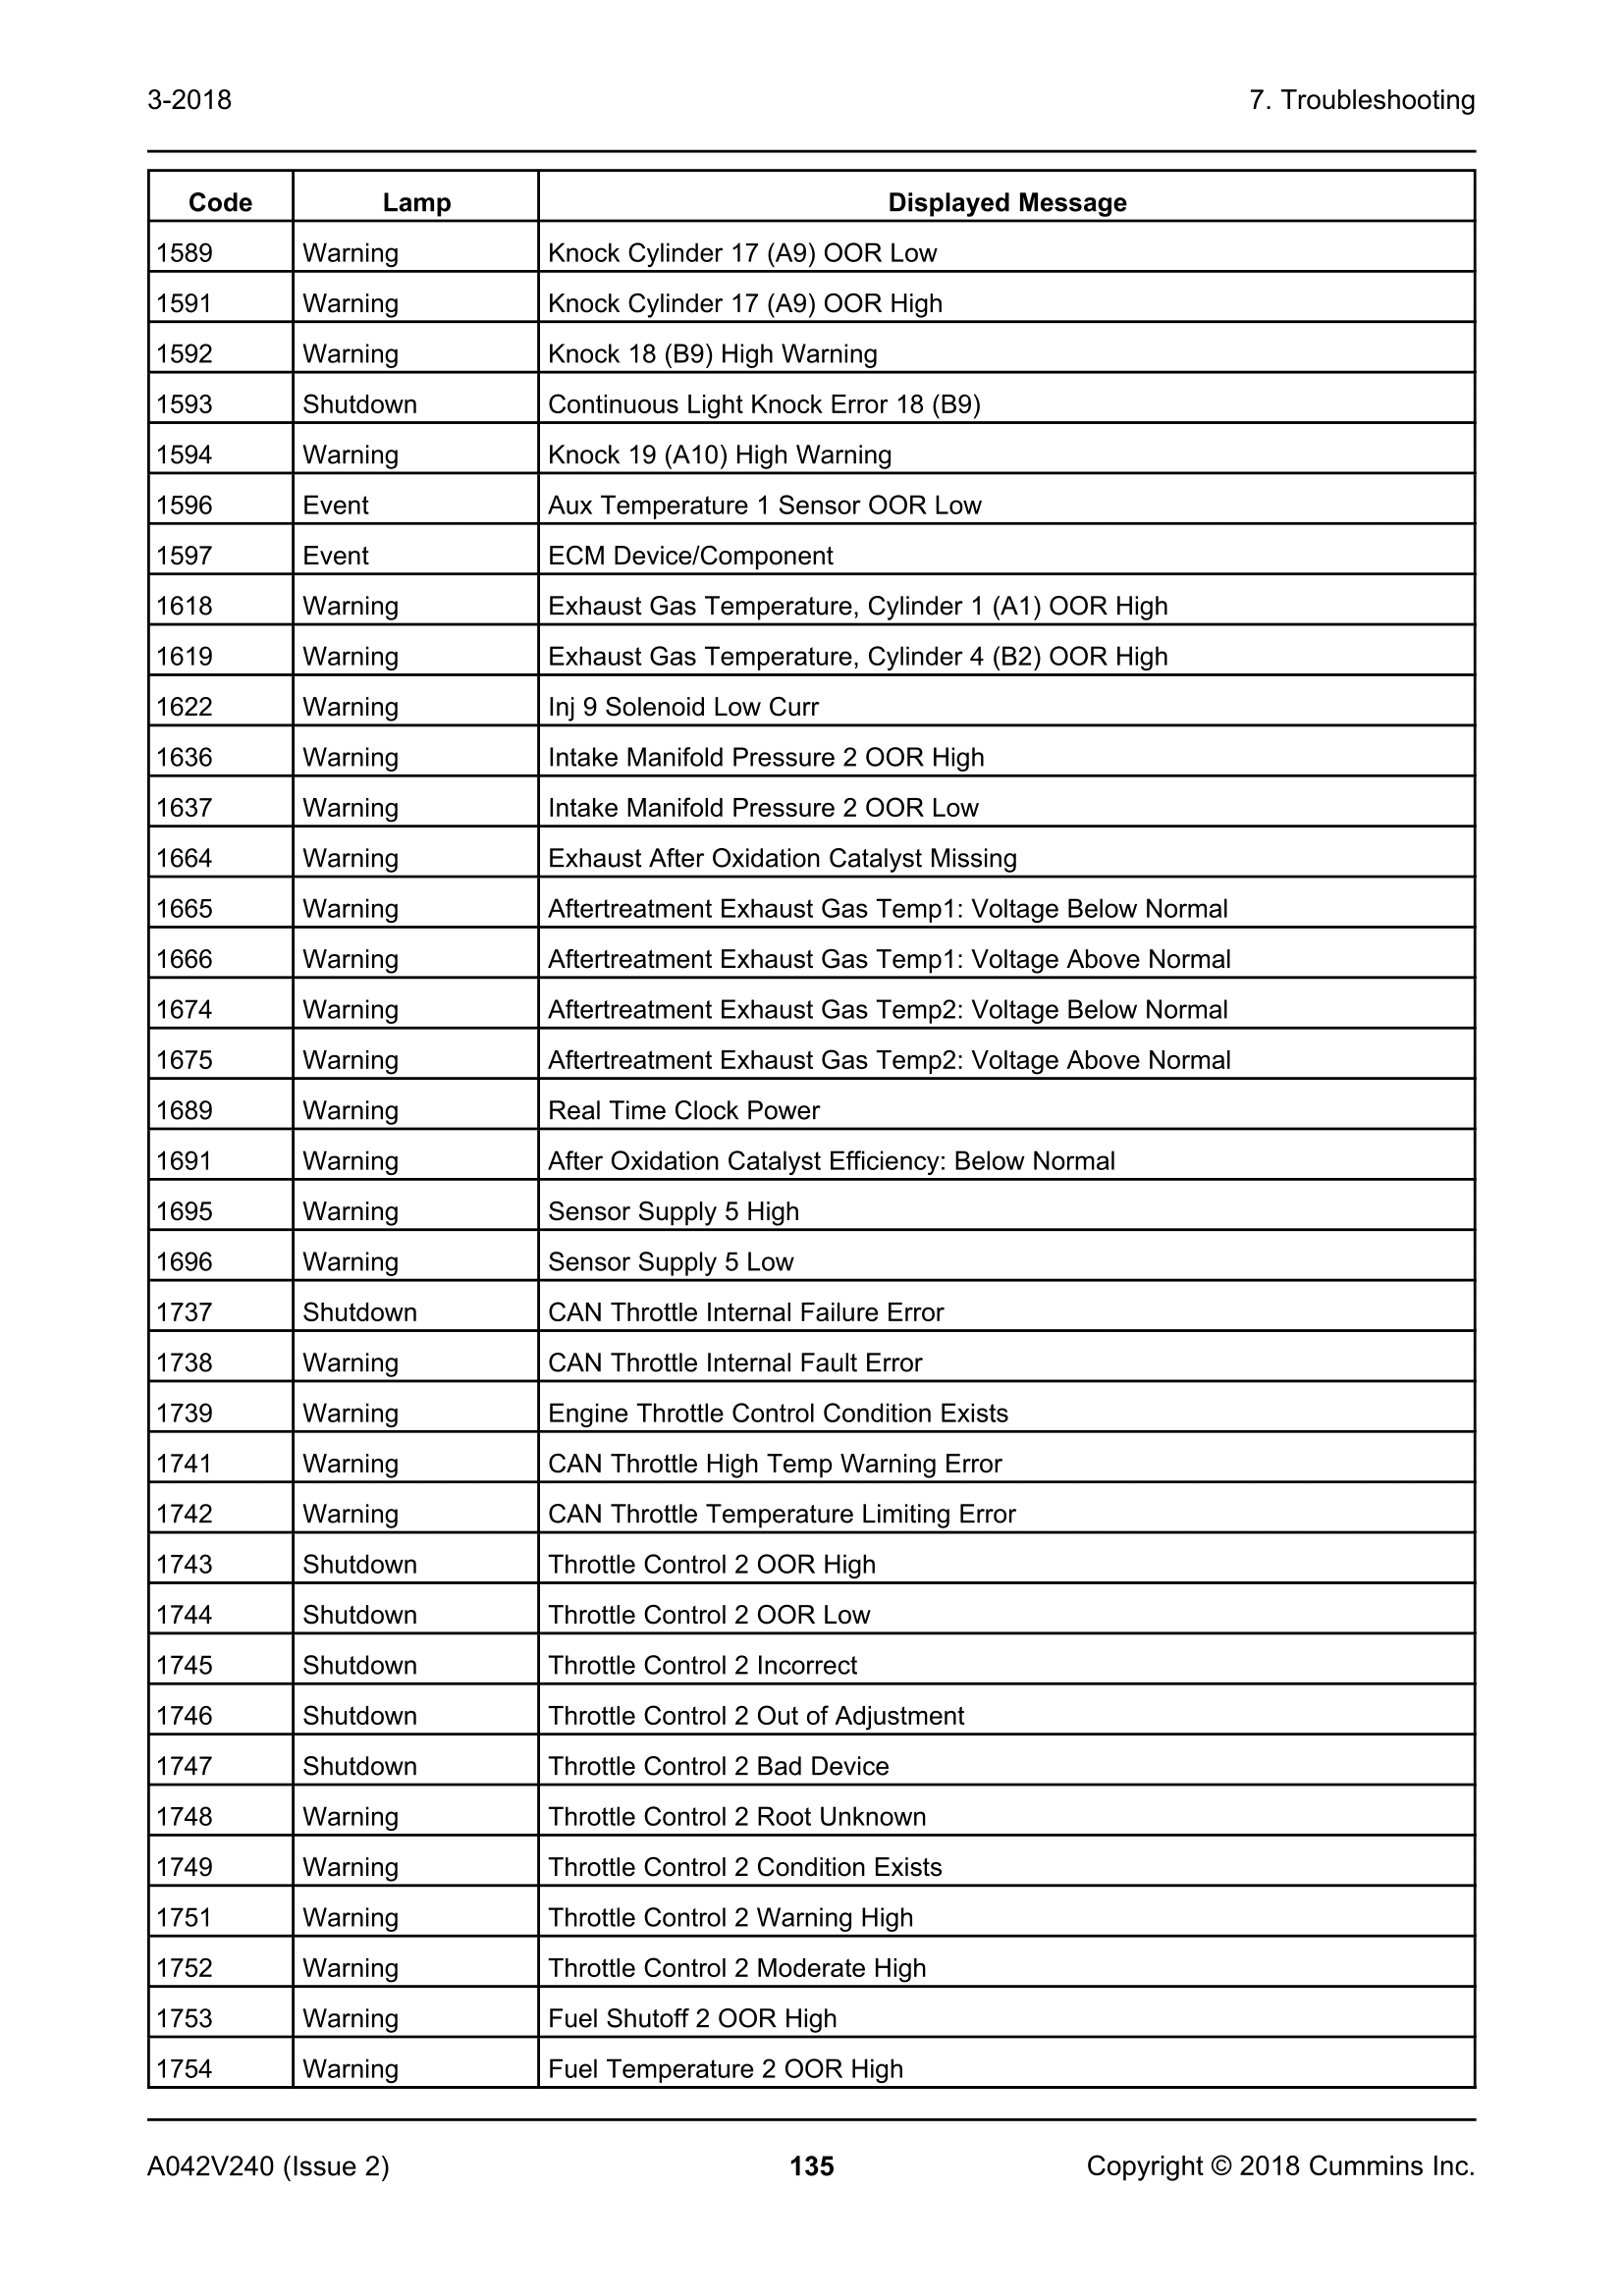 3-2018 7. Troubleshooting
Code Lamp Displayed Message
1589 Warning Knock Cylinder 17 (A9) OOR Low
1591 Warning Knock Cylinder 17 (A9) OOR High
1592 Warning Knock 18 (B9) High Warning
1593 Shutdown Continuous Light Knock Error 18 (B9)
1594 Warning Knock 19 (A10) High Warning
1596 Event Aux Temperature 1 Sensor OOR Low
1597 Event ECM Device/Component
1618 Warning Exhaust Gas Temperature, Cylinder 1 (A1) OOR High
1619 Warning Exhaust Gas Temperature, Cylinder 4 (B2) OOR High
1622 Warning Inj 9 Solenoid Low Curr
1636 Warning Intake Manifold Pressure 2 OOR High
1637 Warning Intake Manifold Pressure 2 OOR Low
1664 Warning Exhaust After Oxidation Catalyst Missing
1665 Warning Aftertreatment Exhaust Gas Temp1: Voltage Below Normal
1666 Warning Aftertreatment Exhaust Gas Temp1: Voltage Above Normal
1674 Warning Aftertreatment Exhaust Gas Temp2: Voltage Below Normal
1675 Warning Aftertreatment Exhaust Gas Temp2: Voltage Above Normal
1689 Warning Real Time Clock Power
1691 Warning After Oxidation Catalyst Efficiency: Below Normal
1695 Warning Sensor Supply 5 High
1696 Warning Sensor Supply 5 Low
1737 Shutdown CAN Throttle Internal Failure Error
1738 Warning CAN Throttle Internal Fault Error
1739 Warning Engine Throttle Control Condition Exists
1741 Warning CAN Throttle High Temp Warning Error
1742 Warning CAN Throttle Temperature Limiting Error
1743 Shutdown Throttle Control 2 OOR High
1744 Shutdown Throttle Control 2 OOR Low
1745 Shutdown Throttle Control 2 Incorrect
1746 Shutdown Throttle Control 2 Out of Adjustment
1747 Shutdown Throttle Control 2 Bad Device
1748 Warning Throttle Control 2 Root Unknown
1749 Warning Throttle Control 2 Condition Exists
1751 Warning Throttle Control 2 Warning High
1752 Warning Throttle Control 2 Moderate High
1753 Warning Fuel Shutoff 2 OOR High
1754 Warning Fuel Temperature 2 OOR High
A042V240 (Issue 2) 135 Copyright © 2018 Cummins Inc.